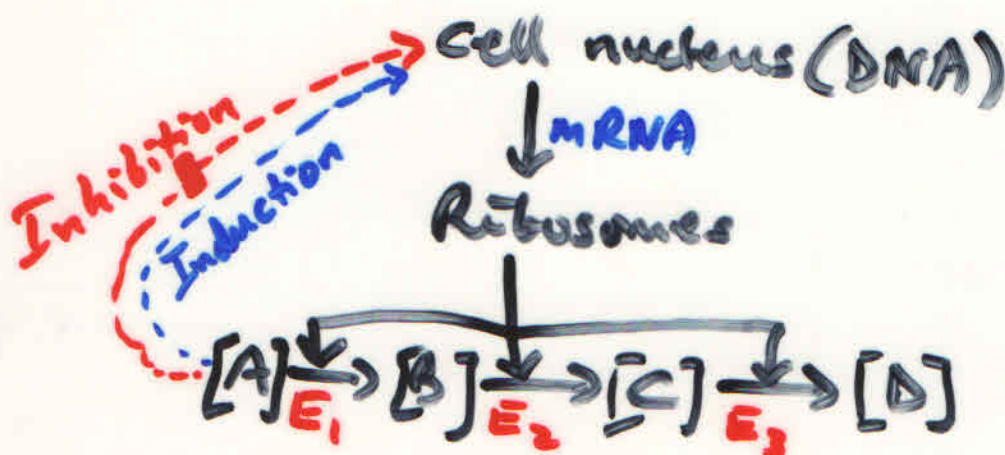 Cell nucleus (DNA)
mRNA
Inhibition
Induction
Ribosomes
[A] [B] [C] [D]
E1 E2 E3